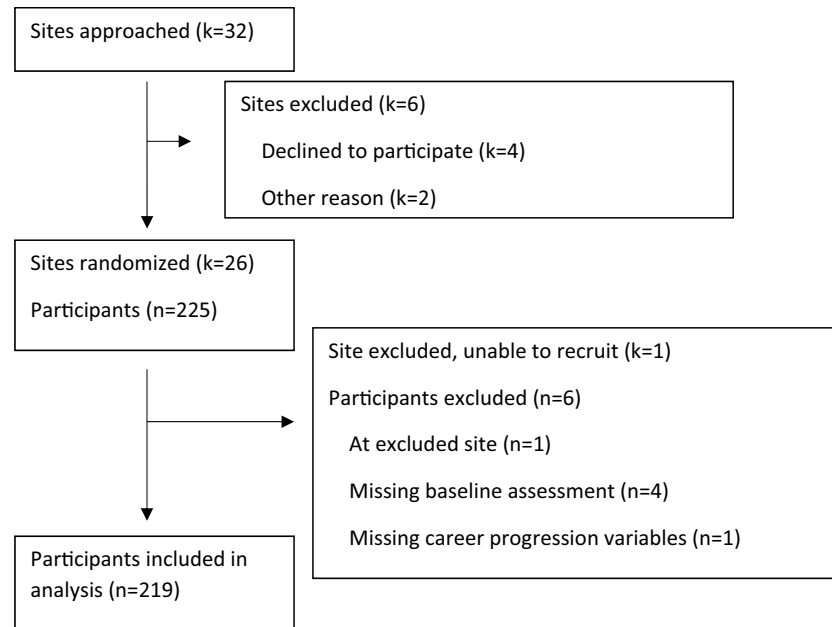 Sites approached (k=32)
Sites excluded (k=6)
Declined to participate (k=4)
Other reason (k=2)
Sites randomized (k=26)
Participants (n=225)
Site excluded, unable to recruit (k=1)
Participants excluded (n=6)
At excluded site (n=1)
Missing baseline assessment (n=4)
Missing career progression variables (n=1)
Participants included in
analysis (n=219)